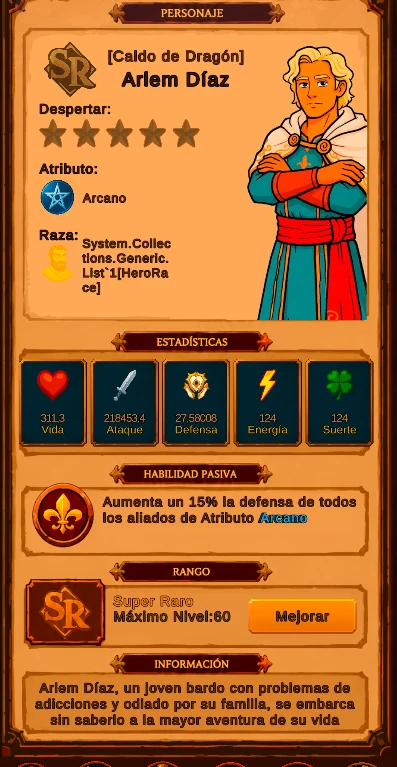 PERSONAJE
SR
[Caldo de Dragón]
Arlem Díaz
Despertar:
Atributo:
Arcano
Raza:
System.Collec
tions.Generic.
List`1[HeroRa
ce]
ESTADÍSTICAS
311.3
Vida
218453.4
Ataque
27.58008
Defensa
124
Energía
124
Suerte
HABILIDAD PASIVA
Aumenta un 15% la defensa de todos
los aliados de Atributo Arcano
RANGO
SR
Super Raro
Máximo Nivel:60
Mejorar
INFORMACIÓN
Arlem Díaz, un joven bardo con problemas de
adicciones y odiado por su familia, se embarca
sin saberlo a la mayor aventura de su vida